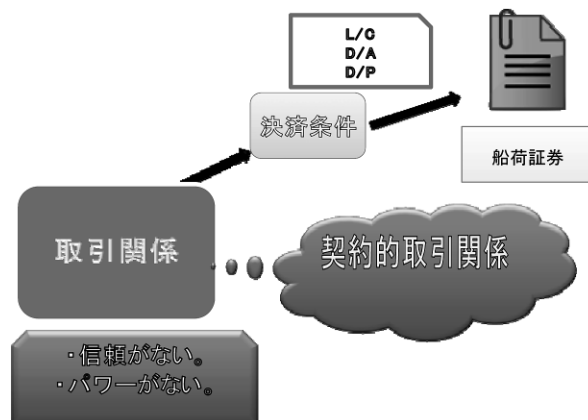 L/C
D/A
D/P
決済条件
船荷証券
取引関係
契約的取引関係
・信頼がない。
・パワーがない。